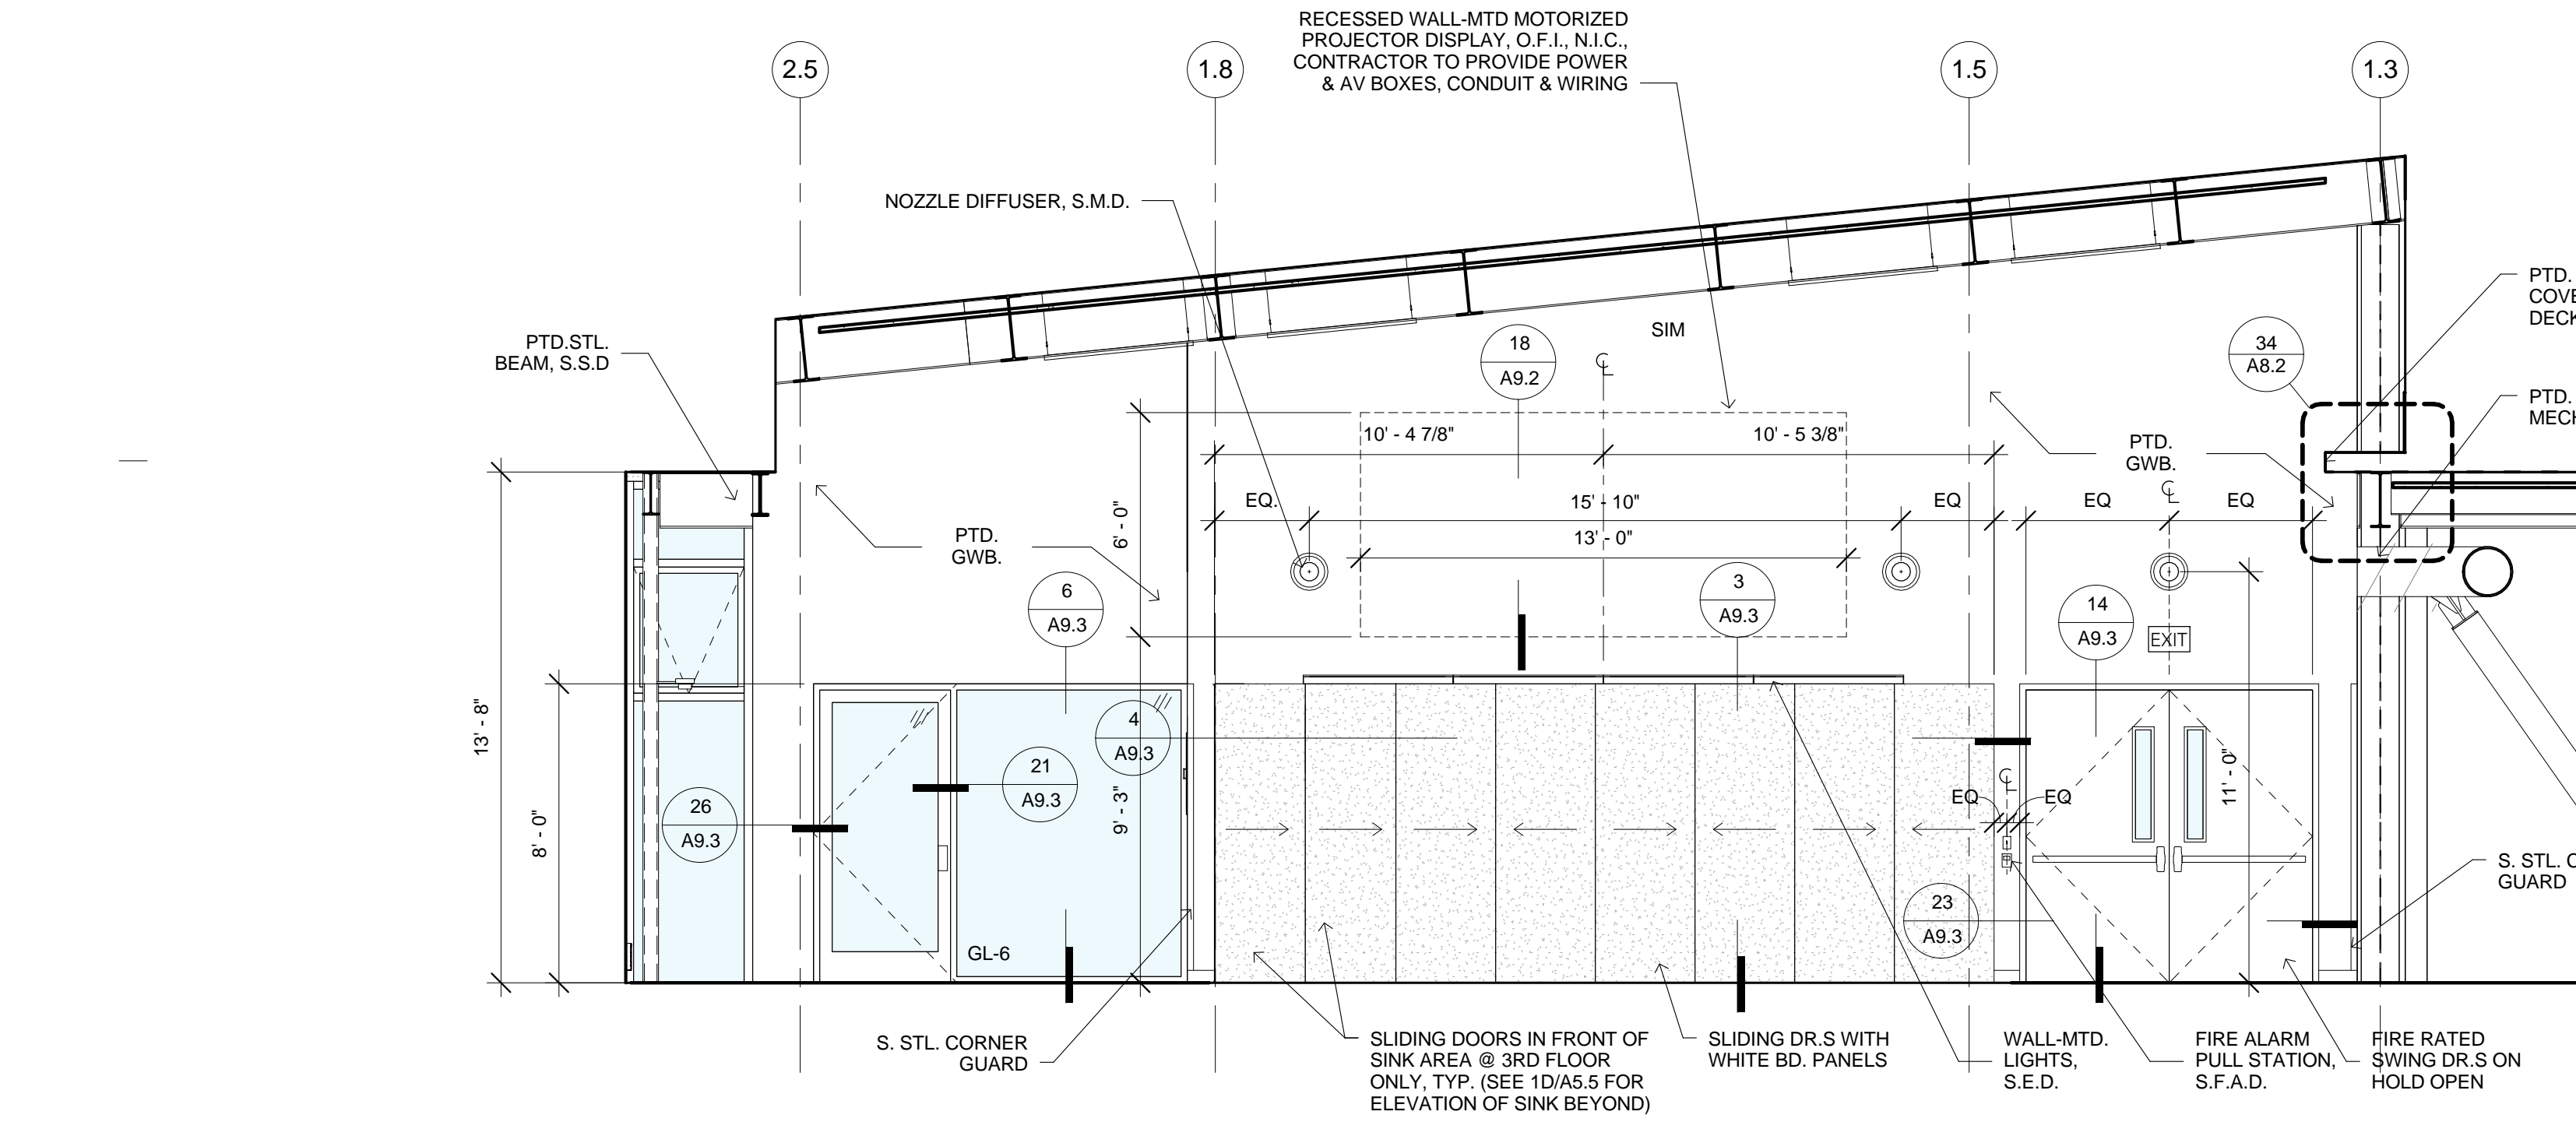 RECESSED WALL-MTD MOTORIZED
PROJECTOR DISPLAY, O.F.I., N.I.C.,
CONTRACTOR TO PROVIDE POWER
& AV BOXES, CONDUIT & WIRING
2.5
1.8
1.5
1.3
NOZZLE DIFFUSER, S.M.D.
PTD.STL.
BEAM, S.S.D
SIM
18
A9.2
34
A8.2
PTD.
COVE
DECK
PTD.
MECH
10' - 4 7/8"
10' - 5 3/8"
PTD.
GWB.
EQ.
15' - 10"
EQ
EQ
EQ
13' - 0"
6' - 0"
PTD.
GWB.
6
A9.3
3
A9.3
14
A9.3
EXIT
13' - 8"
8' - 0"
4
A9.3
21
A9.3
9' - 3"
26
A9.3
11' - 0"
EQ
EQ
GL-6
23
A9.3
S. STL. C
GUARD
S. STL. CORNER
GUARD
SLIDING DOORS IN FRONT OF
SINK AREA @ 3RD FLOOR
ONLY, TYP. (SEE 1D/A5.5 FOR
ELEVATION OF SINK BEYOND)
SLIDING DR.S WITH
WHITE BD. PANELS
WALL-MTD.
LIGHTS,
S.E.D.
FIRE ALARM
PULL STATION,
S.F.A.D.
FIRE RATED
SWING DR.S ON
HOLD OPEN